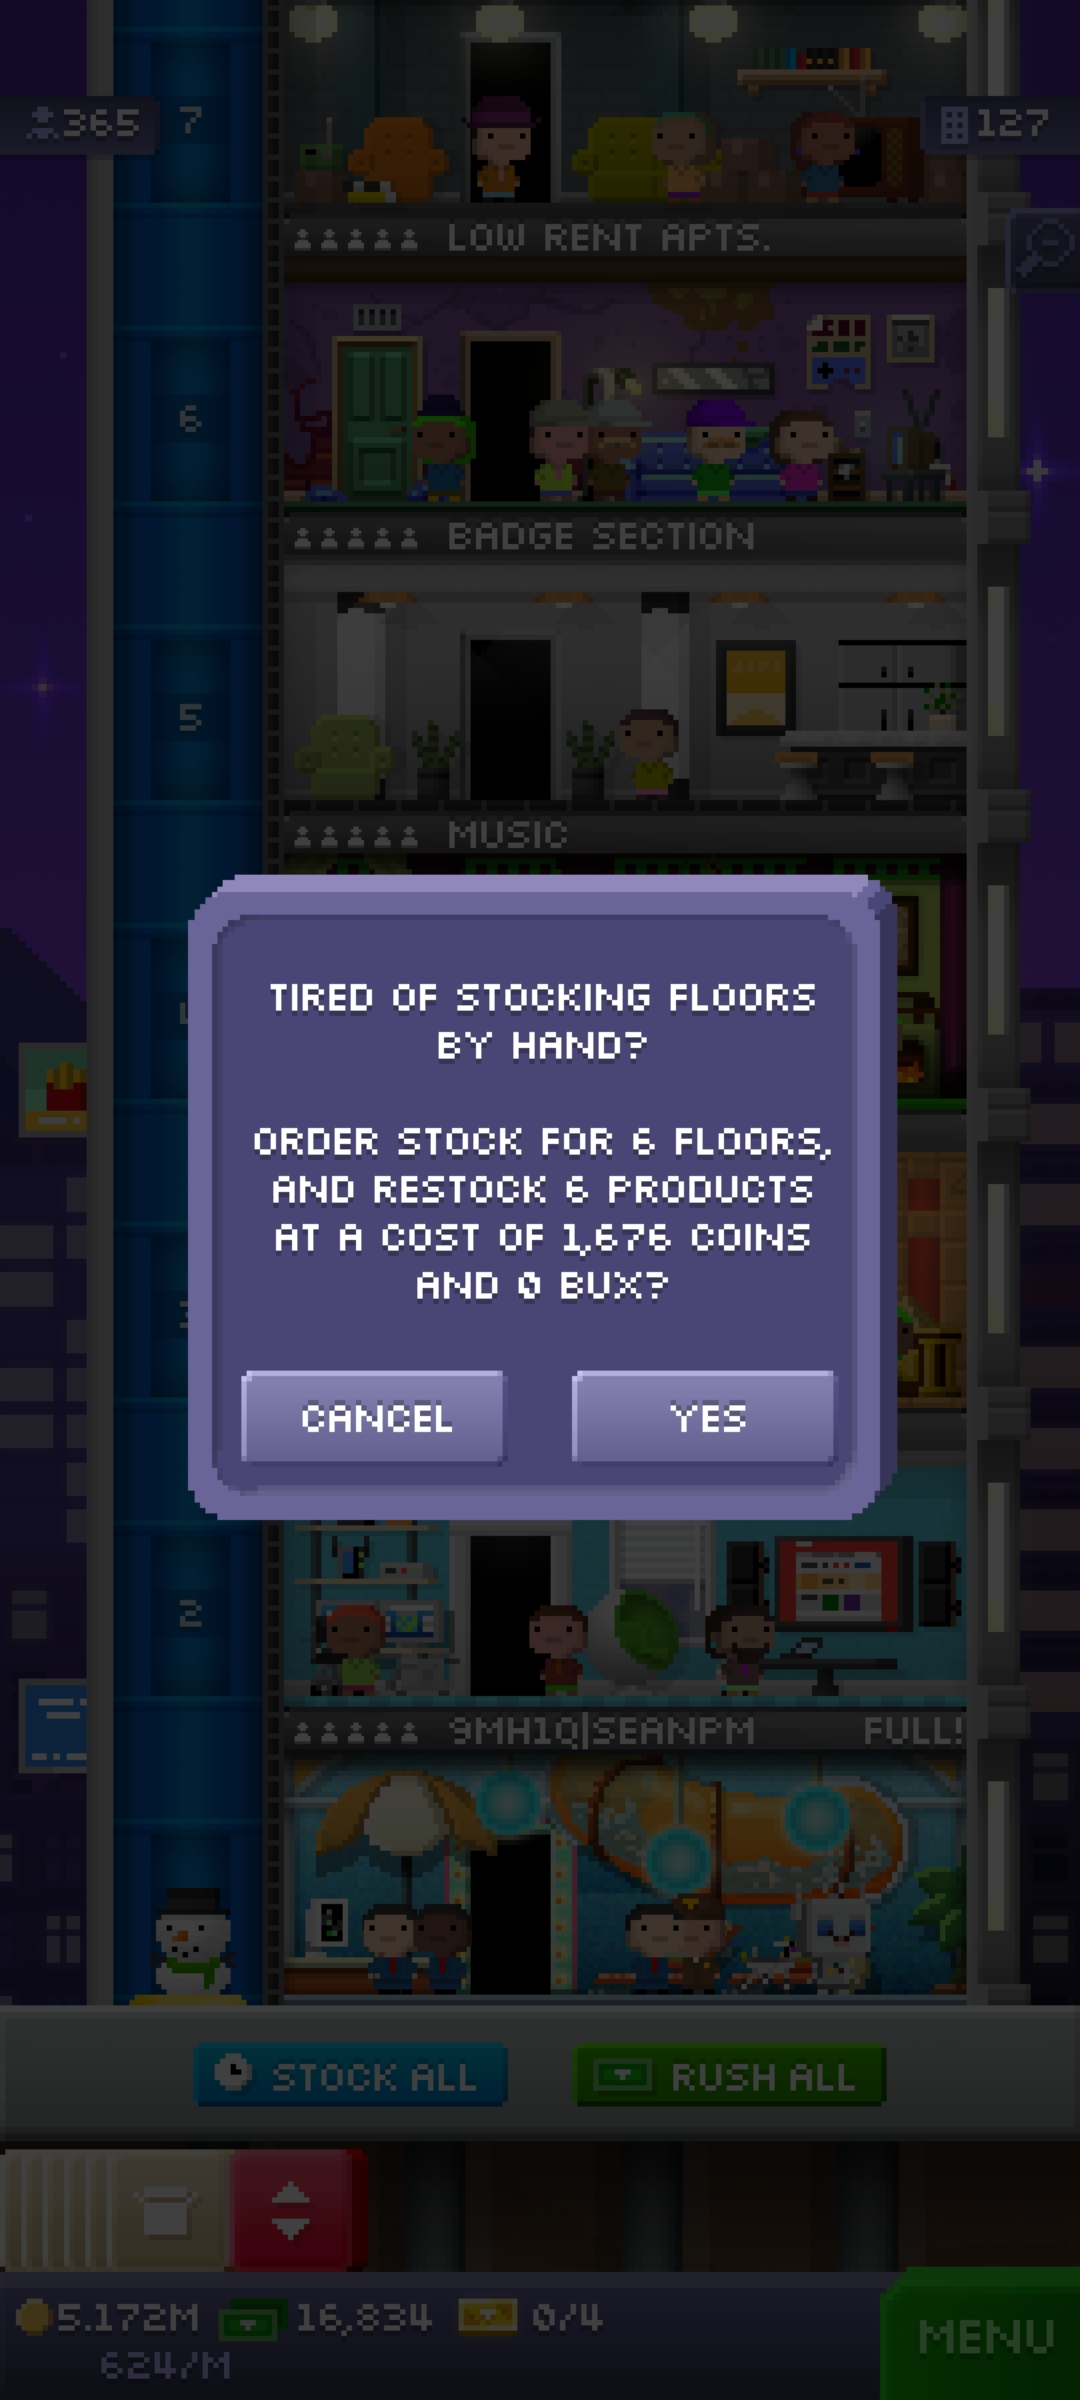 365
7
127
LOW RENT APTS.
6
BADGE SECTION
5
MUSIC
TIRED OF STOCKING FLOORS
BY HAND?
ORDER STOCK FOR 6 FLOORS,
AND RESTOCK 6 PRODUCTS
AT A COST OF 1,676 COINS
AND 0 BUX?
CANCEL
YES
2
9MH1Q|SEANPM
FULL!
STOCK ALL
RUSH ALL
5.172M
16,834
0/4
624/M
MENU